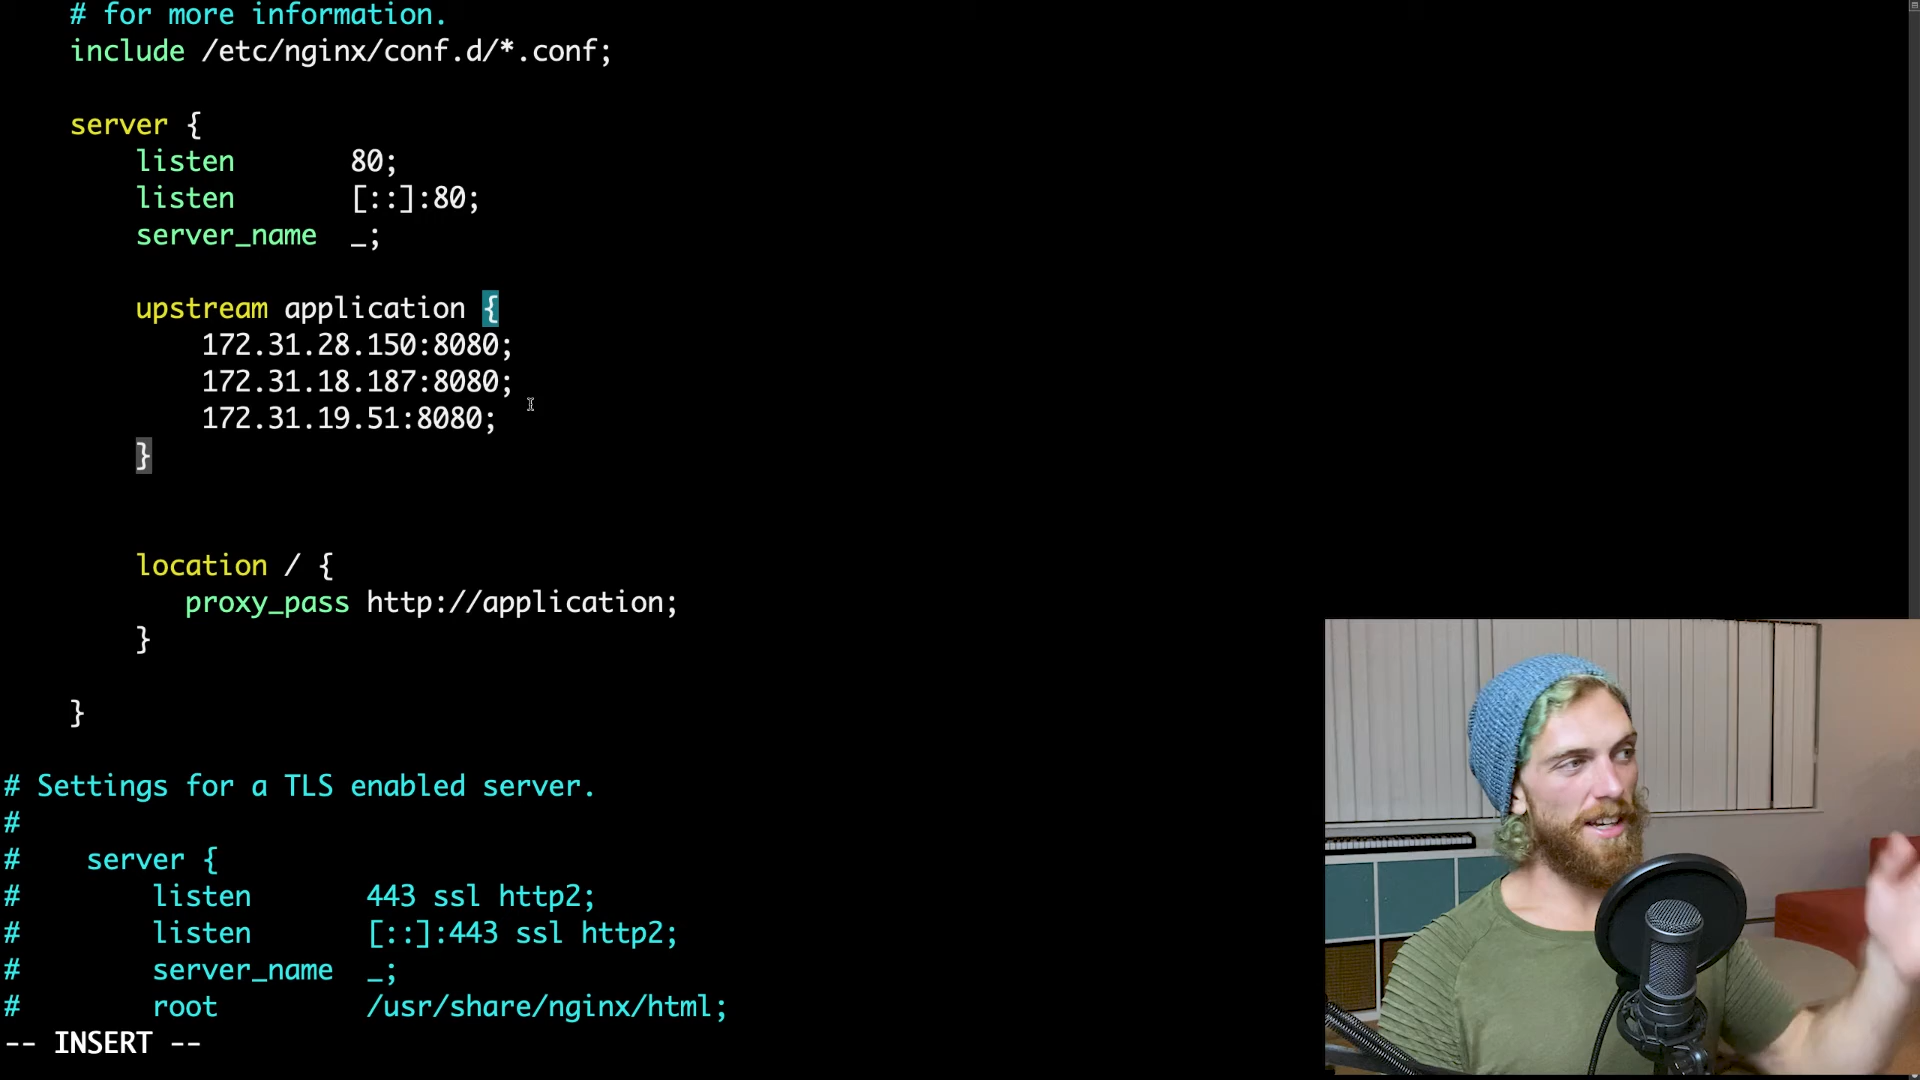 # for more information.
include /etc/nginx/conf.d/*.conf;
server {
listen 80;
listen [::]:80;
server_name _;
upstream application {
172.31.28.150:8080;
172.31.18.187:8080;
172.31.19.51:8080;
}
location / {
proxy_pass http://application;
}
}
# Settings for a TLS enabled server.
#
# server {
# listen 443 ssl http2;
# listen [::]:443 ssl http2;
# server_name _;
# root /usr/share/nginx/html;
-- INSERT --